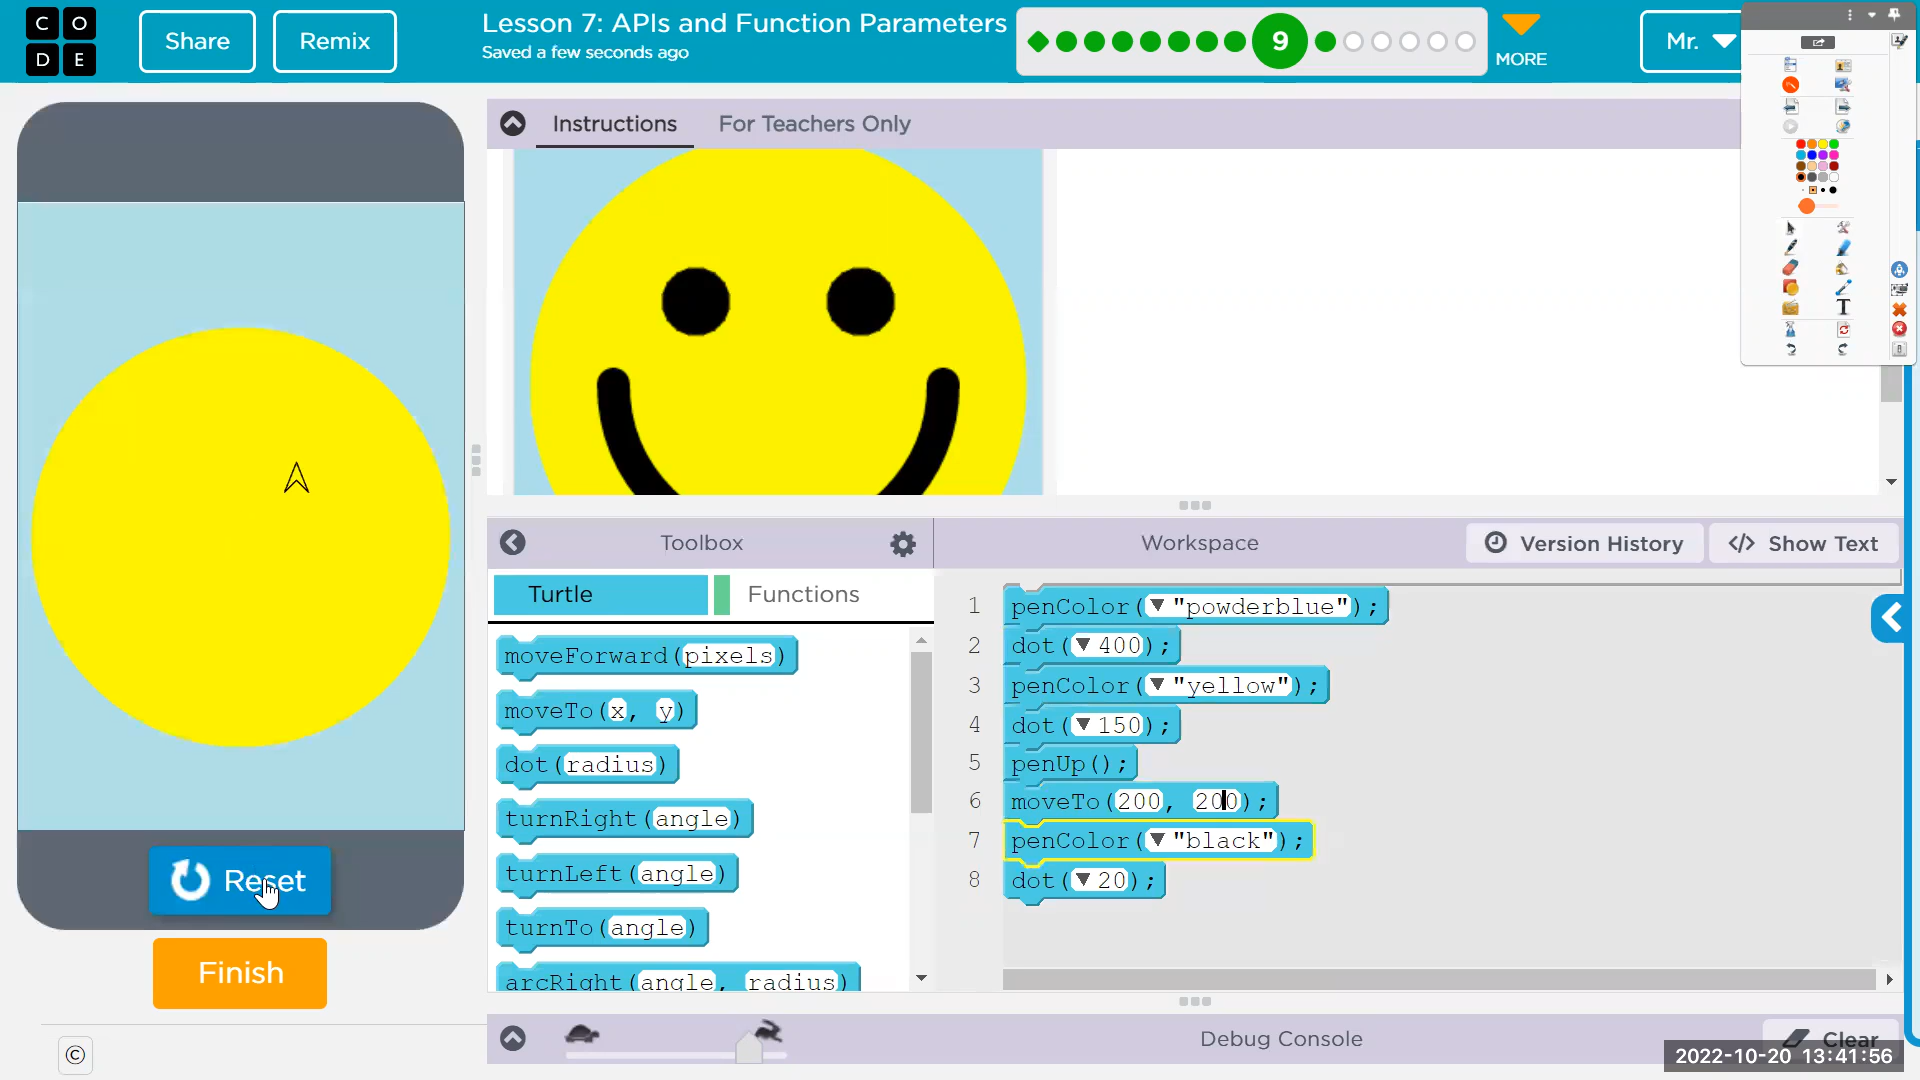 CO
DE
Share
Remix
Lesson 7: APIs and Function Parameters
Saved a few seconds ago
9
MORE
Mr.
Instructions
For Teachers Only
T
Toolbox
Workspace
Version History
</> Show Text
Turtle
Functions
moveForward(pixels)
moveTo(x, y)
dot(radius)
turnRight(angle)
turnLeft(angle)
turnTo(angle)
arcRight(angle, radius)
1 penColor("powderblue");
2 dot(400);
3 penColor("yellow");
4 dot(150);
5 penUp();
6 moveTo(200, 200);
7 penColor("black");
8 dot(20);
Reset
Finish
©
Debug Console
Clear
2022-10-20 13:41:56